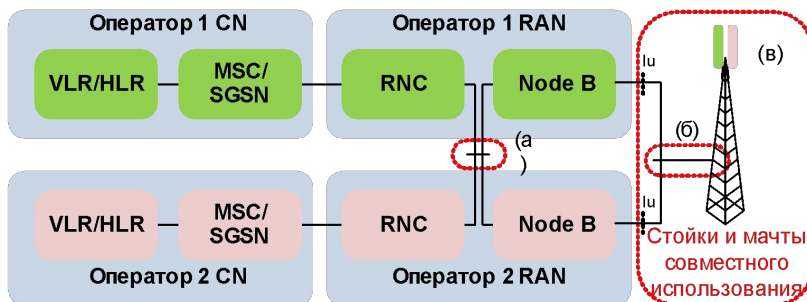 Оператор 1 CN
Оператор 1 RAN
VLR/HLR
MSC/
SGSN
RNC
Node B
Iu
(в)
(б)
(а
)
VLR/HLR
MSC/
SGSN
RNC
Node B
Iu
Оператор 2 CN
Оператор 2 RAN
Стойки и мачты
совместного
использования